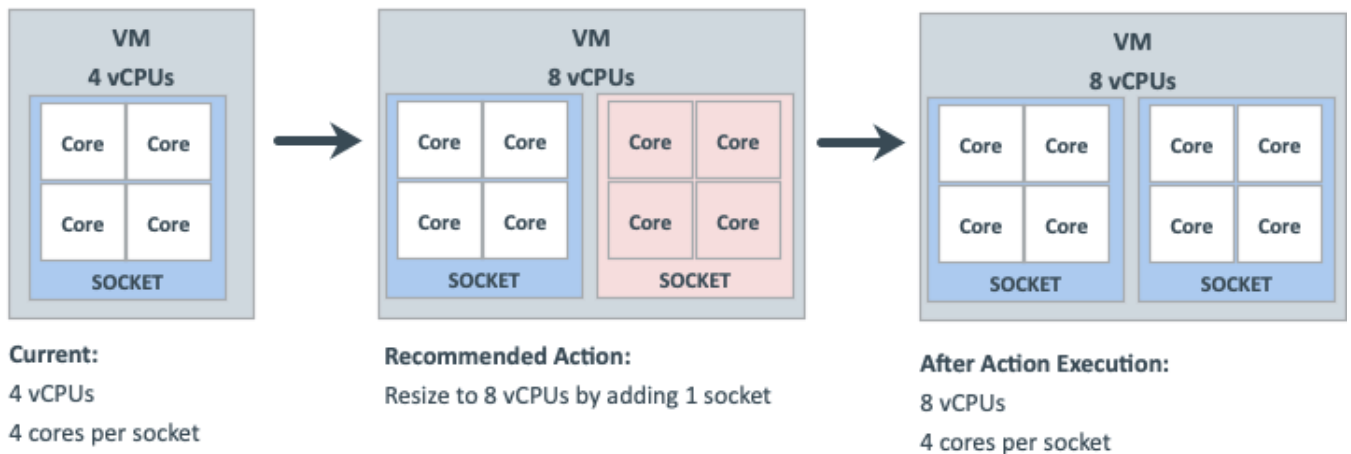 VM
4 vCPUs
Core Core
Core Core
SOCKET
Current:
4 vCPUs
4 cores per socket
VM
8 vCPUs
Core Core Core Core
Core Core Core Core
SOCKET SOCKET
Recommended Action:
Resize to 8 vCPUs by adding 1 socket
VM
8 vCPUs
Core Core Core Core
Core Core Core Core
SOCKET SOCKET
After Action Execution:
8 vCPUs
4 cores per socket